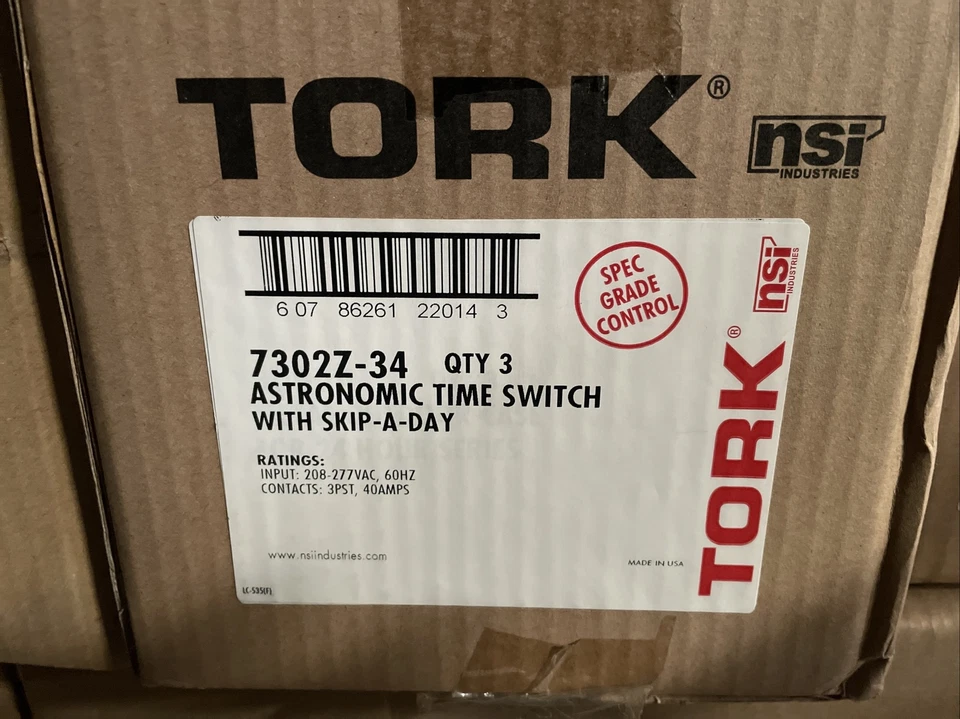 TORK®
nsi
INDUSTRIES
6 07 86261 22014 3
SPEC
GRADE
CONTROL
nsi
INDUSTRIES
TORK®
7302Z-34 QTY 3
ASTRONOMIC TIME SWITCH
WITH SKIP-A-DAY
RATINGS:
INPUT: 208-277VAC, 60HZ
CONTACTS: 3PST, 40AMPS
www.nsiindustries.com
MADE IN USA
LC-535(F)